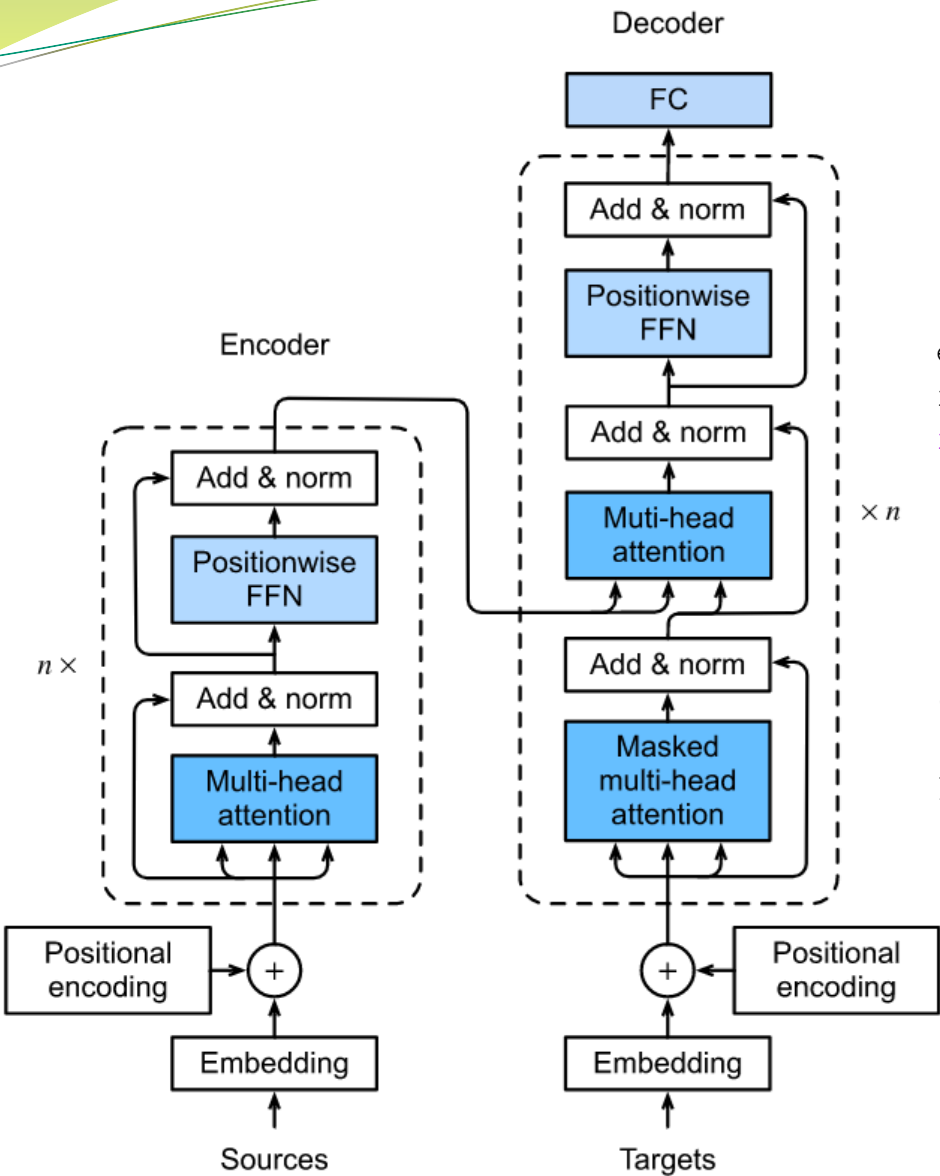 Decoder
FC
Add & norm
Positionwise
FFN
Add & norm
Muti-head
attention
× n
Add & norm
Masked
multi-head
attention
Positional
encoding
+
Embedding
Targets
Encoder
Add & norm
Positionwise
FFN
n ×
Add & norm
Multi-head
attention
Positional
encoding
+
Embedding
Sources